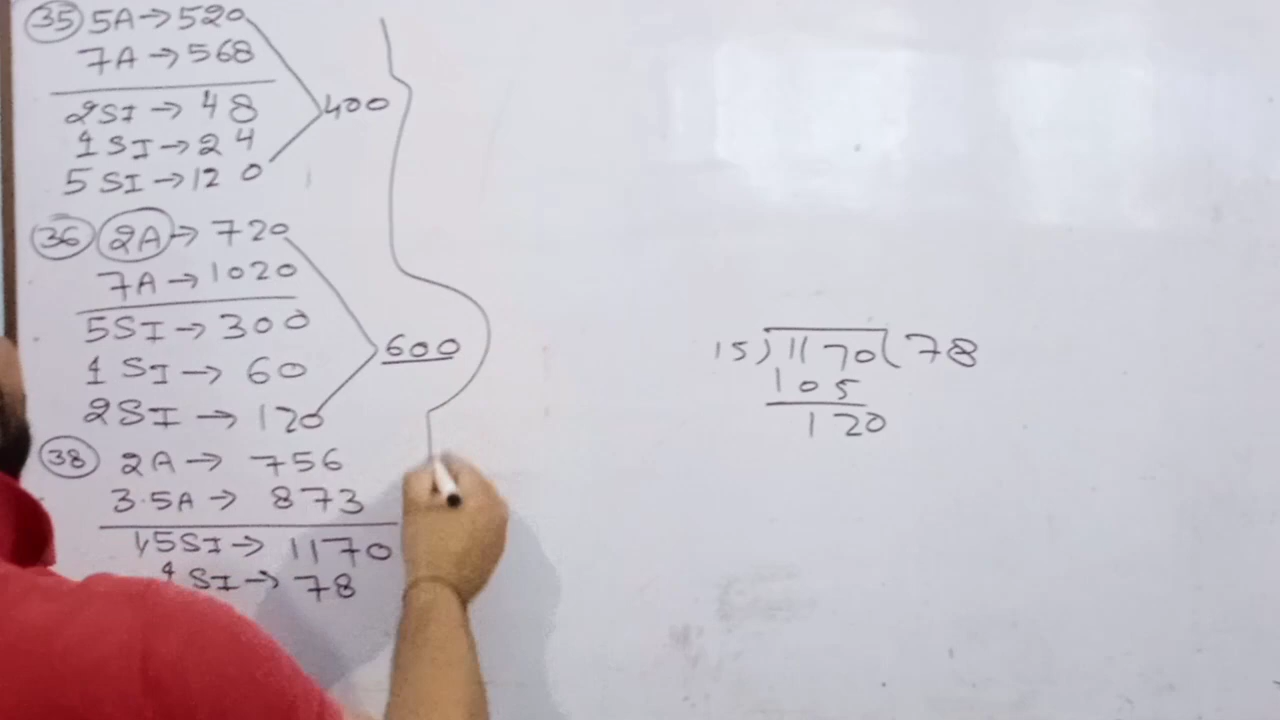 35 5A→520
7A→568
2SI→48
1SI→24
5SI→120
400
36 2A→720
7A→1020
5SI→300
1SI→60
2SI→120
600
38 2A→756
3.5A→873
1.5SI→1170
1SI→78
15)1170(78
105
120